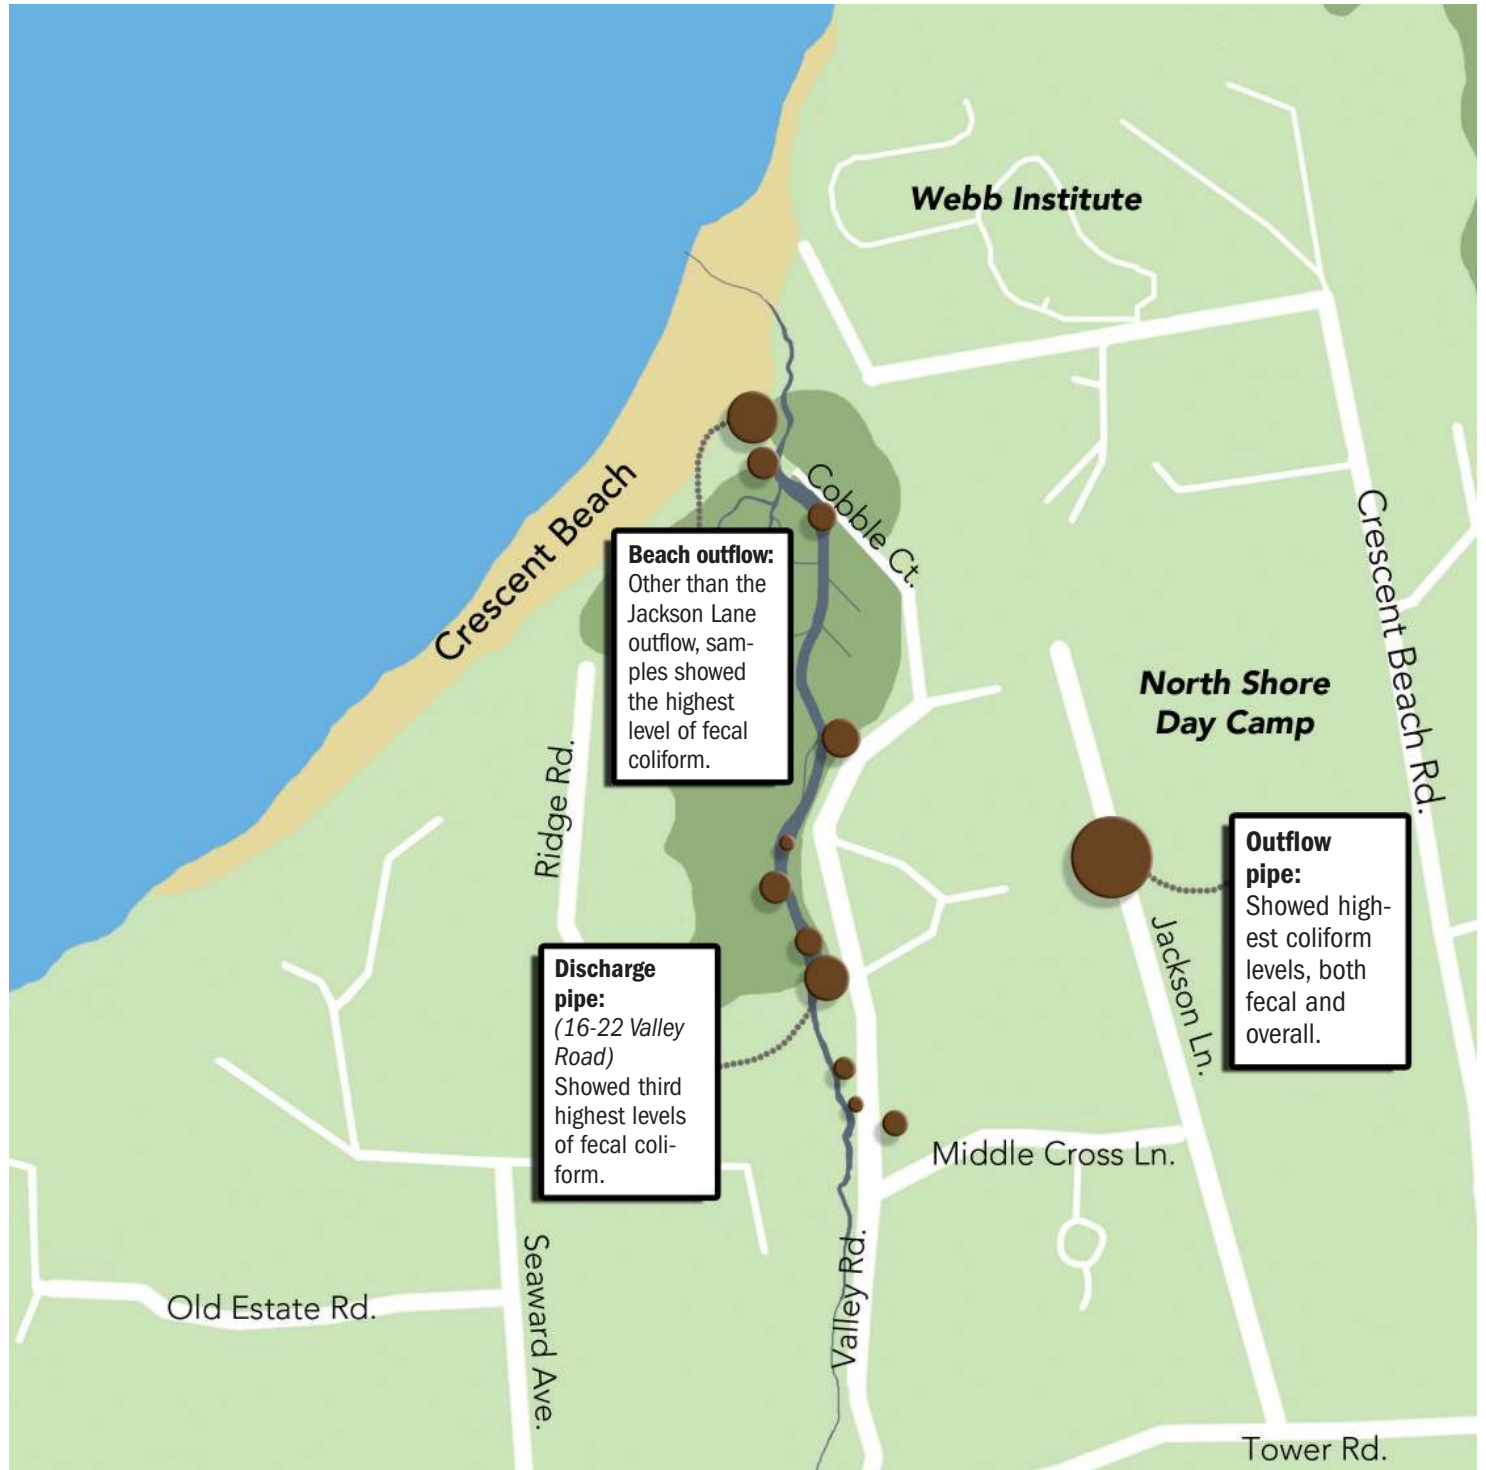 Webb Institute
Cobble Ct.
Crescent Beach
Crescent Beach Rd.
Beach outflow:
Other than the
Jackson Lane
outflow, sam-
ples showed
the highest
level of fecal
coliform.
North Shore
Day Camp
Ridge Rd.
Outflow
pipe:
Showed high-
est coliform
levels, both
fecal and
overall.
Jackson Ln.
Discharge
pipe:
(16-22 Valley
Road)
Showed third
highest levels
of fecal coli-
form.
Middle Cross Ln.
Valley Rd.
Seaward Ave.
Old Estate Rd.
Tower Rd.